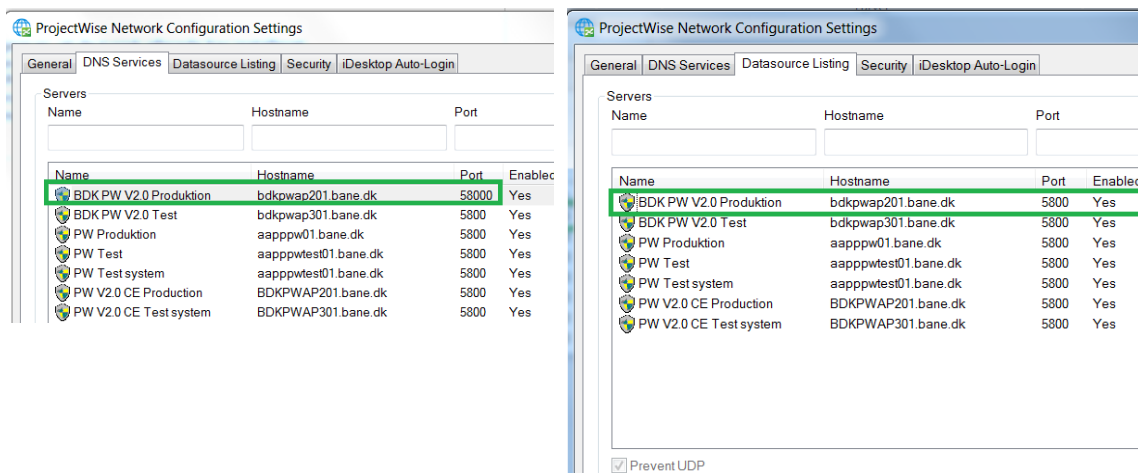 ProjectWise Network Configuration Settings
General DNS Services Datasource Listing Security iDesktop Auto-Login
Servers
Name Hostname Port
Name Hostname Port Enabled
BDK PW V2.0 Produktion bdkpwap201.bane.dk 58000 Yes
BDK PW V2.0 Test bdkpwap301.bane.dk 5800 Yes
PW Produktion aapppw01.bane.dk 5800 Yes
PW Test aapppwtest01.bane.dk 5800 Yes
PW Test system aapppwtest01.bane.dk 5800 Yes
PW V2.0 CE Production BDKPWAP201.bane.dk 5800 Yes
PW V2.0 CE Test system BDKPWAP301.bane.dk 5800 Yes
ProjectWise Network Configuration Settings
General DNS Services Datasource Listing Security iDesktop Auto-Login
Servers
Name Hostname Port
Name Hostname Port Enabled
BDK PW V2.0 Produktion bdkpwap201.bane.dk 5800 Yes
BDK PW V2.0 Test bdkpwap301.bane.dk 5800 Yes
PW Produktion aapppw01.bane.dk 5800 Yes
PW Test aapppwtest01.bane.dk 5800 Yes
PW Test system aapppwtest01.bane.dk 5800 Yes
PW V2.0 CE Production BDKPWAP201.bane.dk 5800 Yes
PW V2.0 CE Test system BDKPWAP301.bane.dk 5800 Yes
Prevent UDP